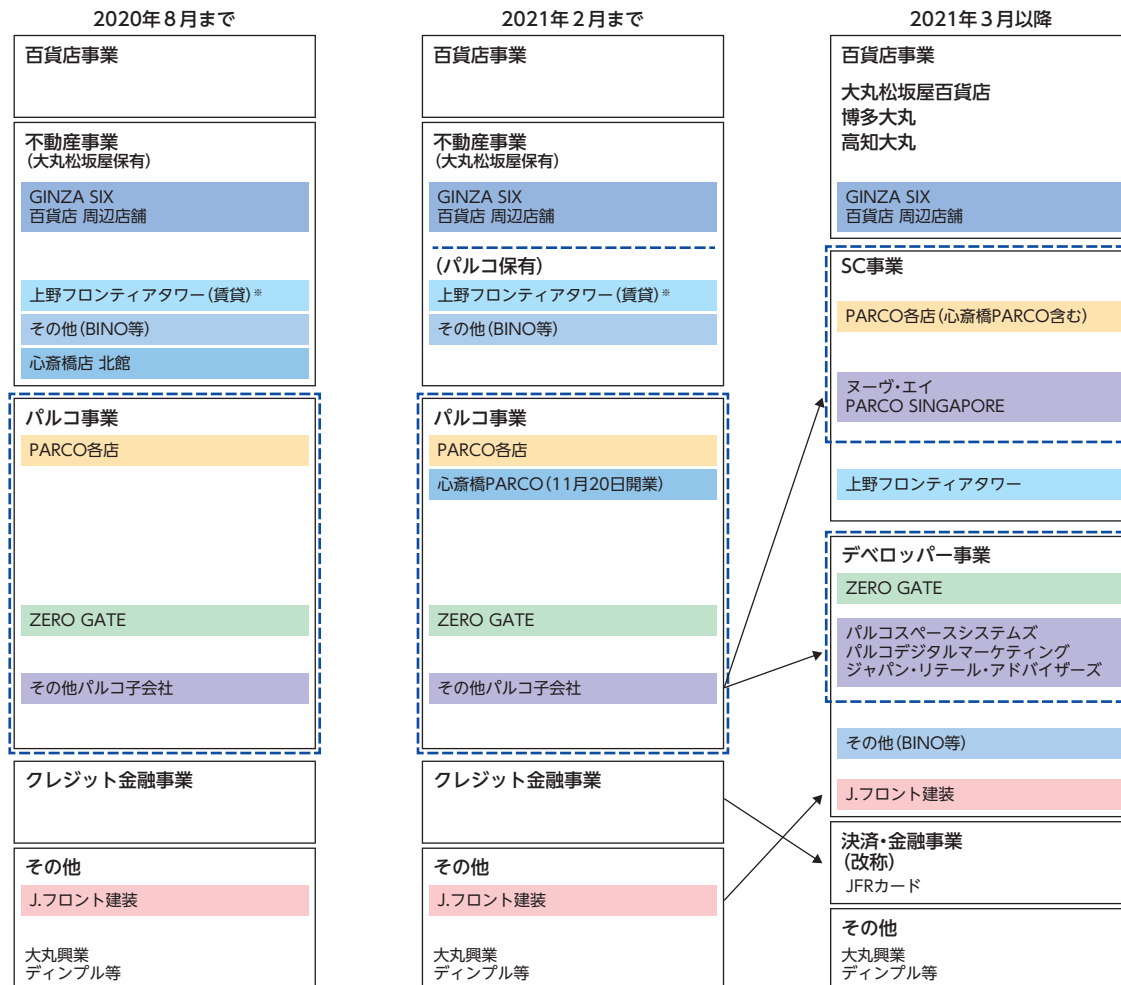 2020年8月まで
百貨店事業
不動産事業
(大丸松坂屋保有)
GINZA SIX
百貨店 周辺店舗
上野フロンティアタワー(賃貸)※
その他(BINO等)
心斎橋店 北館
パルコ事業
PARCO各店
ZERO GATE
その他パルコ子会社
クレジット金融事業
その他
J.フロント建装
大丸興業
ディンプル等
2021年2月まで
百貨店事業
不動産事業
(大丸松坂屋保有)
GINZA SIX
百貨店 周辺店舗
(パルコ保有)
上野フロンティアタワー(賃貸)※
その他(BINO等)
パルコ事業
PARCO各店
心斎橋PARCO(11月20日開業)
ZERO GATE
その他パルコ子会社
クレジット金融事業
その他
J.フロント建装
大丸興業
ディンプル等
2021年3月以降
百貨店事業
大丸松坂屋百貨店
博多大丸
高知大丸
GINZA SIX
百貨店 周辺店舗
SC事業
PARCO各店(心斎橋PARCO含む)
ヌーヴ・エイ
PARCO SINGAPORE
上野フロンティアタワー
デベロッパー事業
ZERO GATE
パルコスペースシステムズ
パルコデジタルマーケティング
ジャパン・リテール・アドバイザーズ
その他(BINO等)
J.フロント建装
決済・金融事業
(改称)
JFRカード
その他
大丸興業
ディンプル等